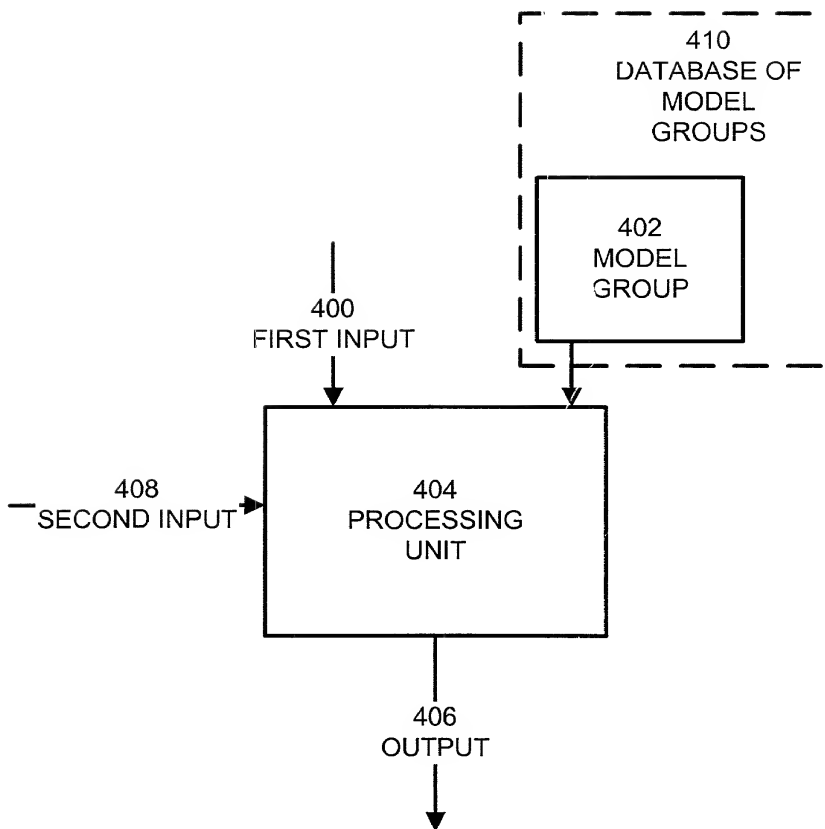 410
DATABASE OF
MODEL
GROUPS
402
MODEL
GROUP
400
FIRST INPUT
408
SECOND INPUT
404
PROCESSING
UNIT
406
OUTPUT